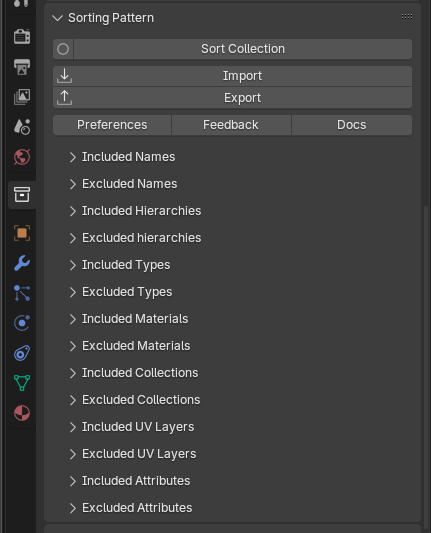 Sorting Pattern
Sort Collection
Import
Export
Preferences Feedback Docs
Included Names
Excluded Names
Included Hierarchies
Excluded hierarchies
Included Types
Excluded Types
Included Materials
Excluded Materials
Included Collections
Excluded Collections
Included UV Layers
Excluded UV Layers
Included Attributes
Excluded Attributes